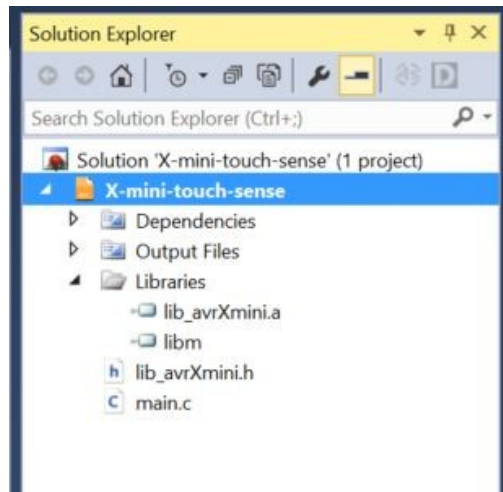 Solution Explorer
Search Solution Explorer (Ctrl+;)
Solution 'X-mini-touch-sense' (1 project)
X-mini-touch-sense
Dependencies
Output Files
Libraries
lib_avrXmini.a
libm
h lib_avrXmini.h
C main.c